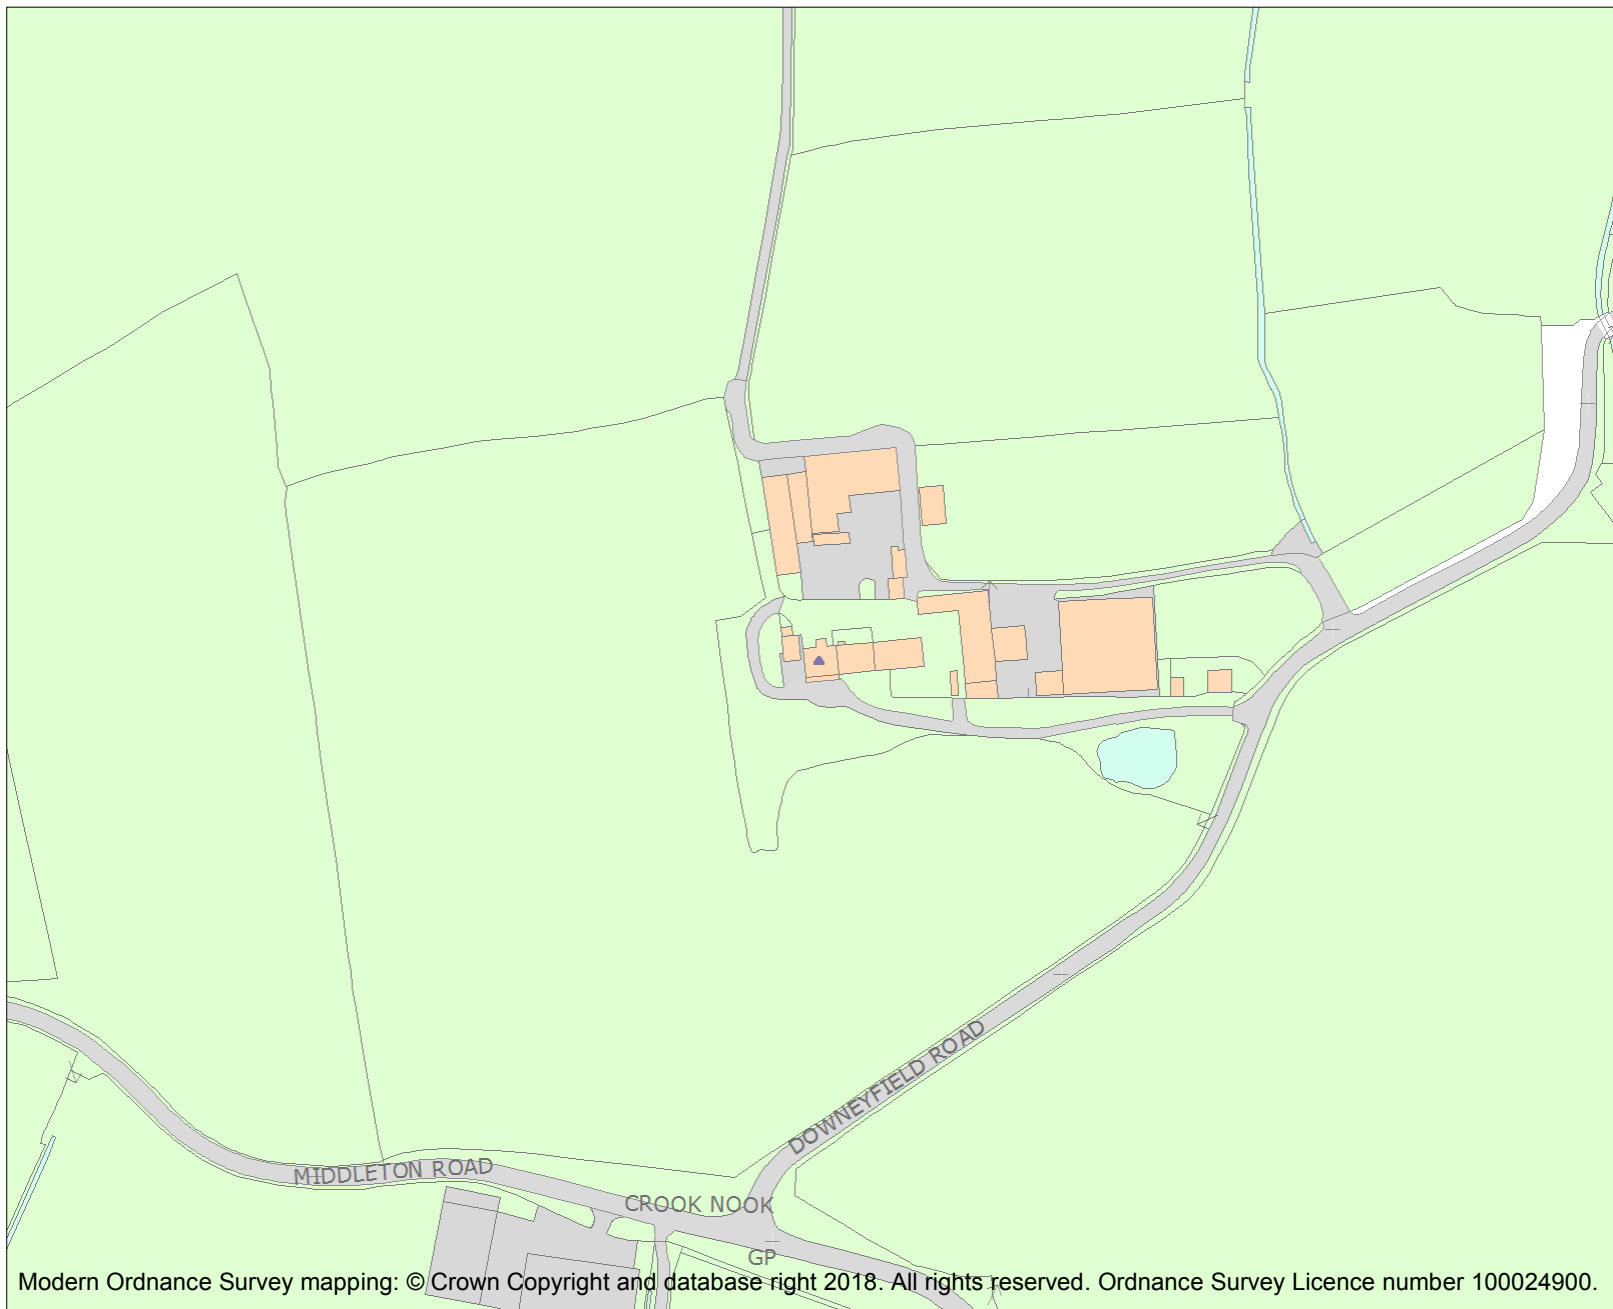 DOWNEYFIELD ROAD
MIDDLETON ROAD
CROOK NOOK
GP
Modern Ordnance Survey mapping: © Crown Copyright and database right 2018. All rights reserved. Ordnance Survey Licence number 100024900.